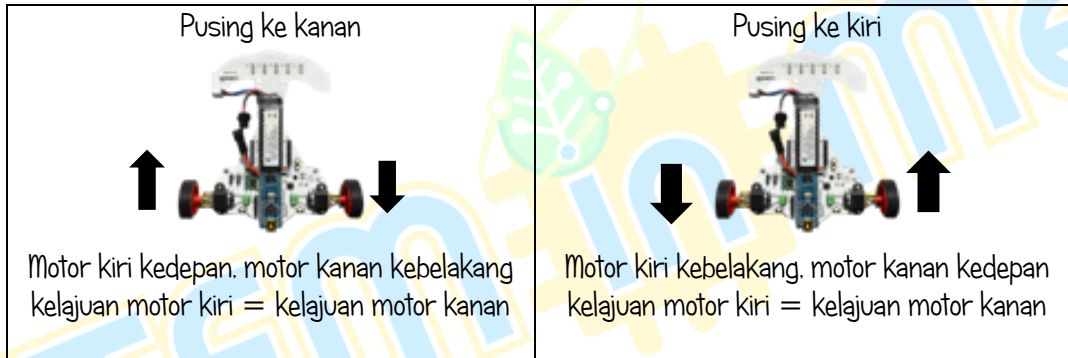 Pusing ke kanan
Motor kiri kedepan, motor kanan kebelakang
kelajuan motor kiri = kelajuan motor kanan
Pusing ke kiri
Motor kiri kebelakang, motor kanan kedepan
kelajuan motor kiri = kelajuan motor kanan